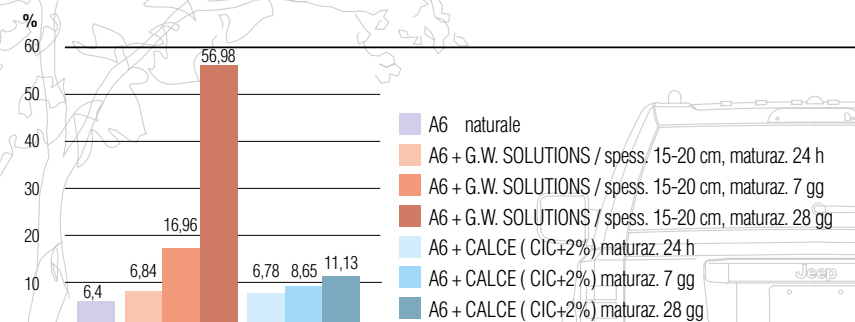 %
60
56,98
50
40
30
20
10
6,4
6,84
16,96
6,78
8,65
11,13
A6 naturale
A6 + G.W. SOLUTIONS / spess. 15-20 cm, maturaz. 24 h
A6 + G.W. SOLUTIONS / spess. 15-20 cm, maturaz. 7 gg
A6 + G.W. SOLUTIONS / spess. 15-20 cm, maturaz. 28 gg
A6 + CALCE ( CIC+2%) maturaz. 24 h
A6 + CALCE ( CIC+2%) maturaz. 7 gg
A6 + CALCE ( CIC+2%) maturaz. 28 gg
Jeep